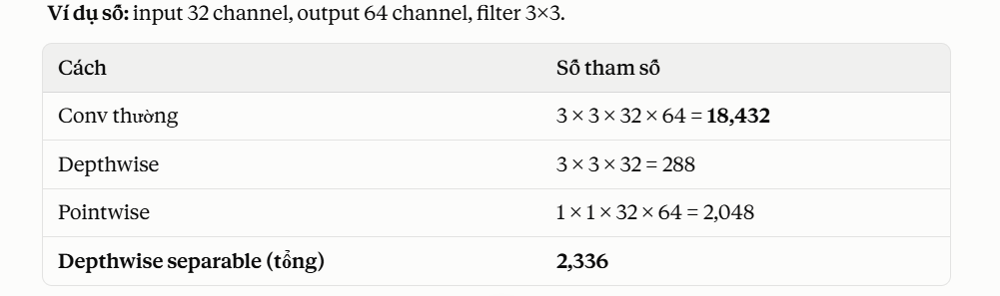 Ví dụ số: input 32 channel, output 64 channel, filter 3×3.
Cách Số tham số
Conv thường 3 × 3 × 32 × 64 = 18,432
Depthwise 3 × 3 × 32 = 288
Pointwise 1 × 1 × 32 × 64 = 2,048
Depthwise separable (tổng) 2,336